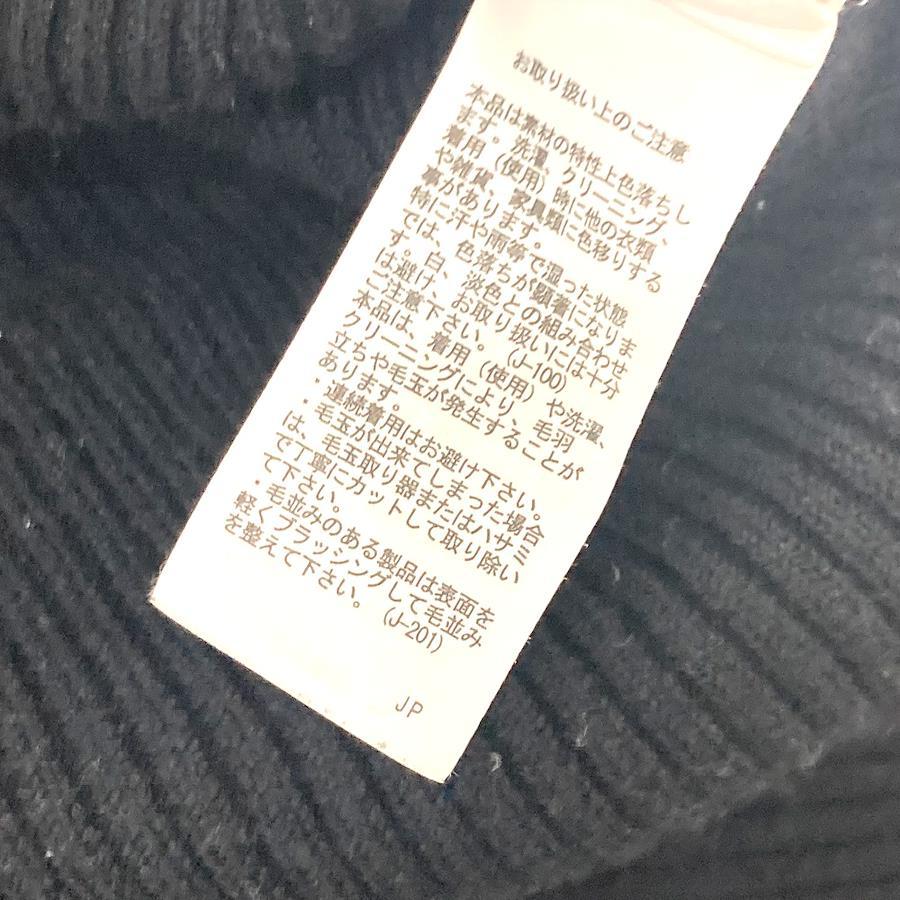 お取り扱い上のご注意
本品は素材の特性上色落ちし
ます。洗濯、クリーニング、
着用（使用）時に他の衣類
や雑貨、家具類に色移りする
事があります。
特に汗や雨等で湿った状態
では、色落ちが顕著になりま
す。白、淡色との組み合わせ
は避け、お取り扱いには十分
ご注意下さい。（J-100）
本品は、着用（使用）や洗濯、
クリーニングにより、毛羽
立ちや毛玉が発生することが
あります。
・連続着用はお避け下さい。
・毛玉が出来てしまった場合
は、毛玉取り器またはハサミ
で丁寧にカットして取り除い
て下さい。
・毛並みのある製品は表面を
軽くブラッシングして毛並み
を整えて下さい。（J-201）
JP